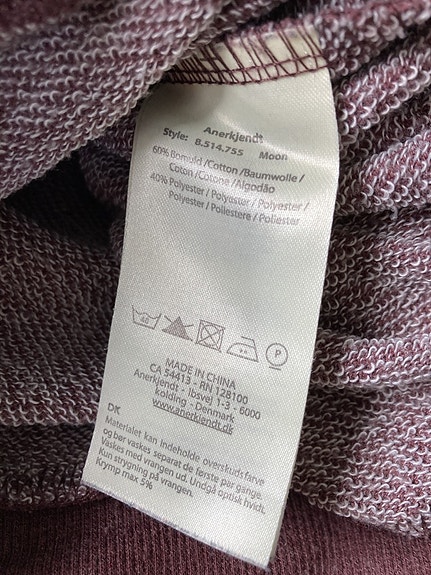 Anerkjendt
Style: 8.514.755 Moon
60% Bomuld /Cotton /Baumwolle /
Coton /Cotone /Algodão
40% Polyester / Polyester / Polyester /
Polyester / Poliestere / Poliester
40
P
MADE IN CHINA
CA 54413 - RN 128100
Anerkjendt - Ibsvej 1-3 - 6000
kolding - Denmark
www.anerkjendt.dk
DK
Materialet kan indeholde overskudsfarve
og bør vaskes separat de første par gange.
Vaskes med vrangen ud. Undgå optisk hvidt.
Kun strygning på vrangen.
Krymp max 5%